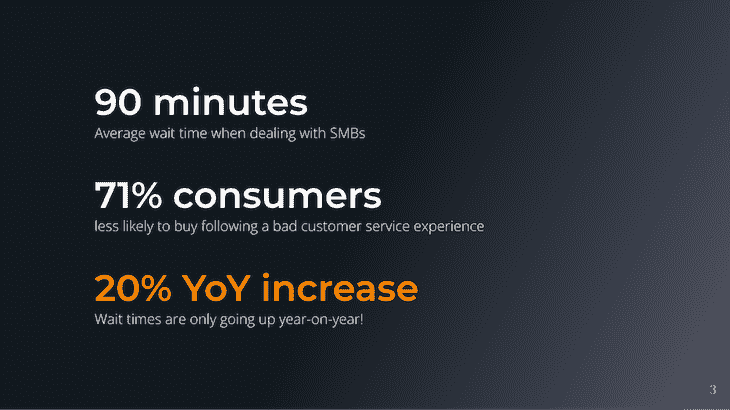 90 minutes
Average wait time when dealing with SMBs
71% consumers
less likely to buy following a bad customer service experience
20% YoY increase
Wait times are only going up year-on-year!
3